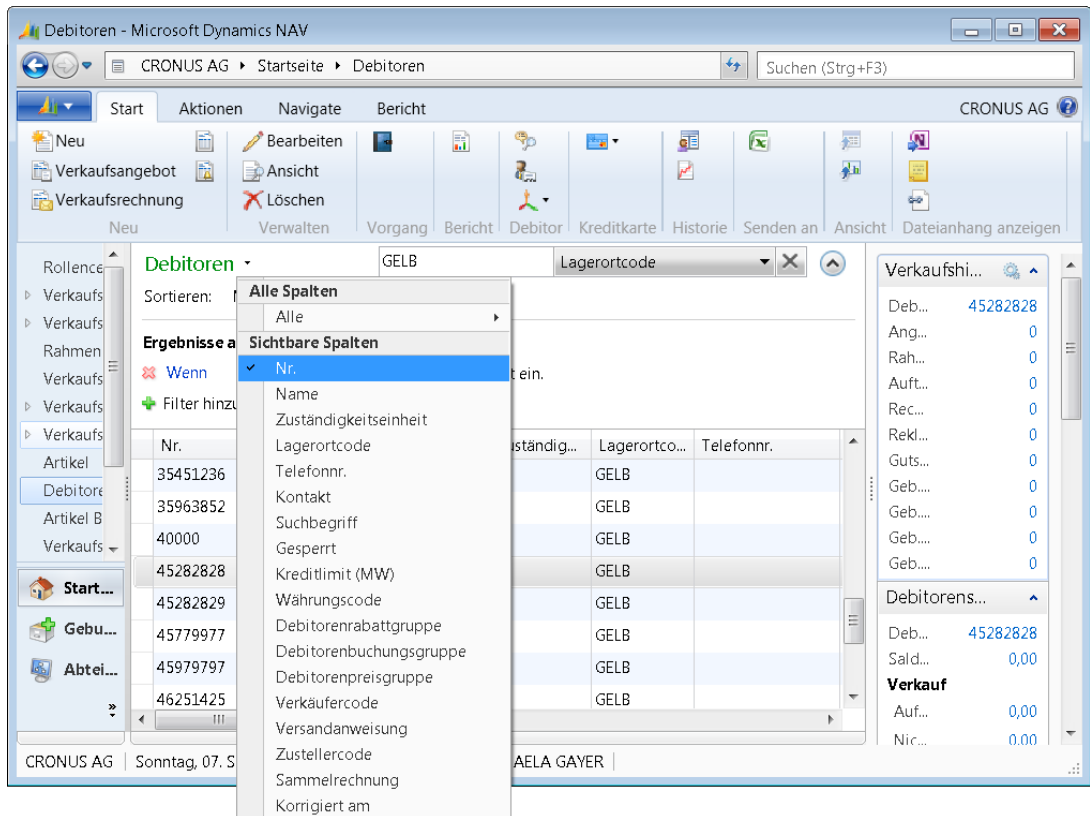 Debitoren - Microsoft Dynamics NAV
CRONUS AG Startseite Debitoren
Suchen (Strg+F3)
Start Aktionen Navigate Bericht
CRONUS AG
Neu
Verkaufsangebot
Verkaufsrechnung
Neu
Bearbeiten
Ansicht
Löschen
Verwalten
Vorgang
Bericht
Debitor
Kreditkarte
Historie
Senden an
Ansicht
Dateianhang anzeigen
Rollence
Verkaufs
Verkaufs
Rahmen
Verkaufs
Verkaufs
Verkaufs
Artikel
Debitore
Artikel B
Verkaufs
Start...
Gebu...
Abtei...
Debitoren
GELB
Lagerortcode
Sortieren:
Ergebnisse a
Wenn
t ein.
Filter hinzu
Alle Spalten
Alle
Sichtbare Spalten
Nr.
Name
Zuständigkeitseinheit
Lagerortcode
Telefonnr.
Kontakt
Suchbegriff
Gesperrt
Kreditlimit (MW)
Währungscode
Debitorenrabattgruppe
Debitorenbuchungsgruppe
Debitorenpreisgruppe
Verkäufercode
Versandanweisung
Zustellercode
Sammelrechnung
Korrigiert am
Nr. uständig... Lagerortco... Telefonnr.
35451236 GELB
35963852 GELB
40000 GELB
45282828 GELB
45282829 GELB
45779977 GELB
45979797 GELB
46251425 GELB
Verkaufshi...
Deb... 45282828
Ang... 0
Rah... 0
Auft... 0
Rec... 0
Rekl... 0
Guts... 0
Geb... 0
Geb... 0
Geb... 0
Geb... 0
Debitorens...
Deb... 45282828
Sald... 0,00
Verkauf
Auf... 0,00
Nic... 0,00
CRONUS AG Sonntag, 07. S AELA GAYER